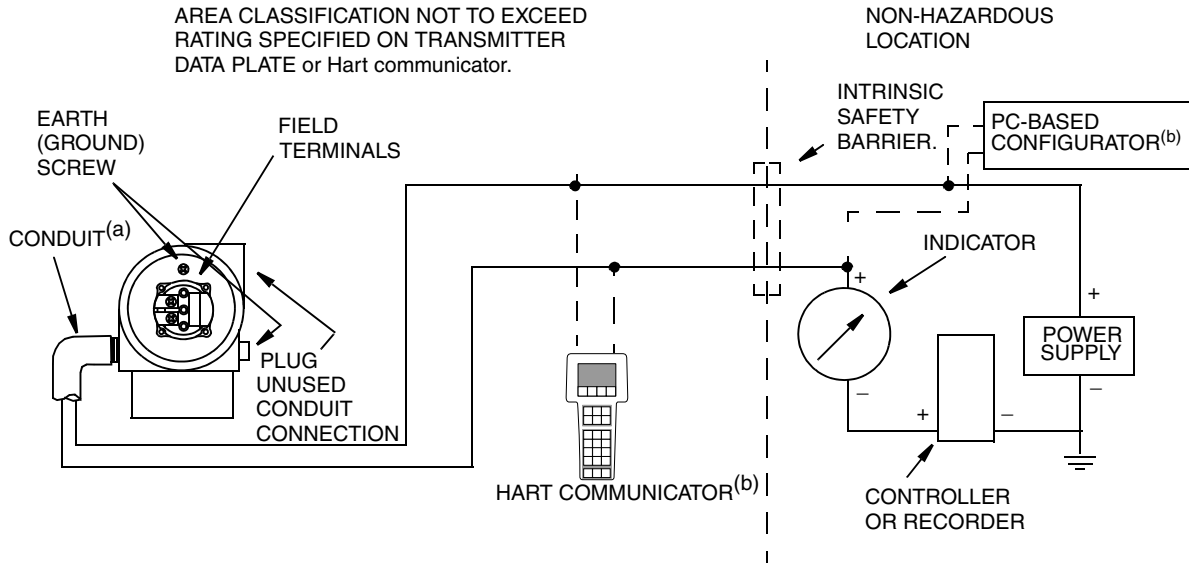 AREA CLASSIFICATION NOT TO EXCEED
RATING SPECIFIED ON TRANSMITTER
DATA PLATE or Hart communicator.
NON-HAZARDOUS
LOCATION
EARTH
(GROUND)
SCREW
FIELD
TERMINALS
INTRINSIC
SAFETY
BARRIER.
PC-BASED
CONFIGURATOR(b)
CONDUIT(a)
INDICATOR
+
+
POWER
SUPPLY
PLUG
UNUSED
CONDUIT
CONNECTION
–
–
+
–
HART COMMUNICATOR(b)
CONTROLLER
OR RECORDER